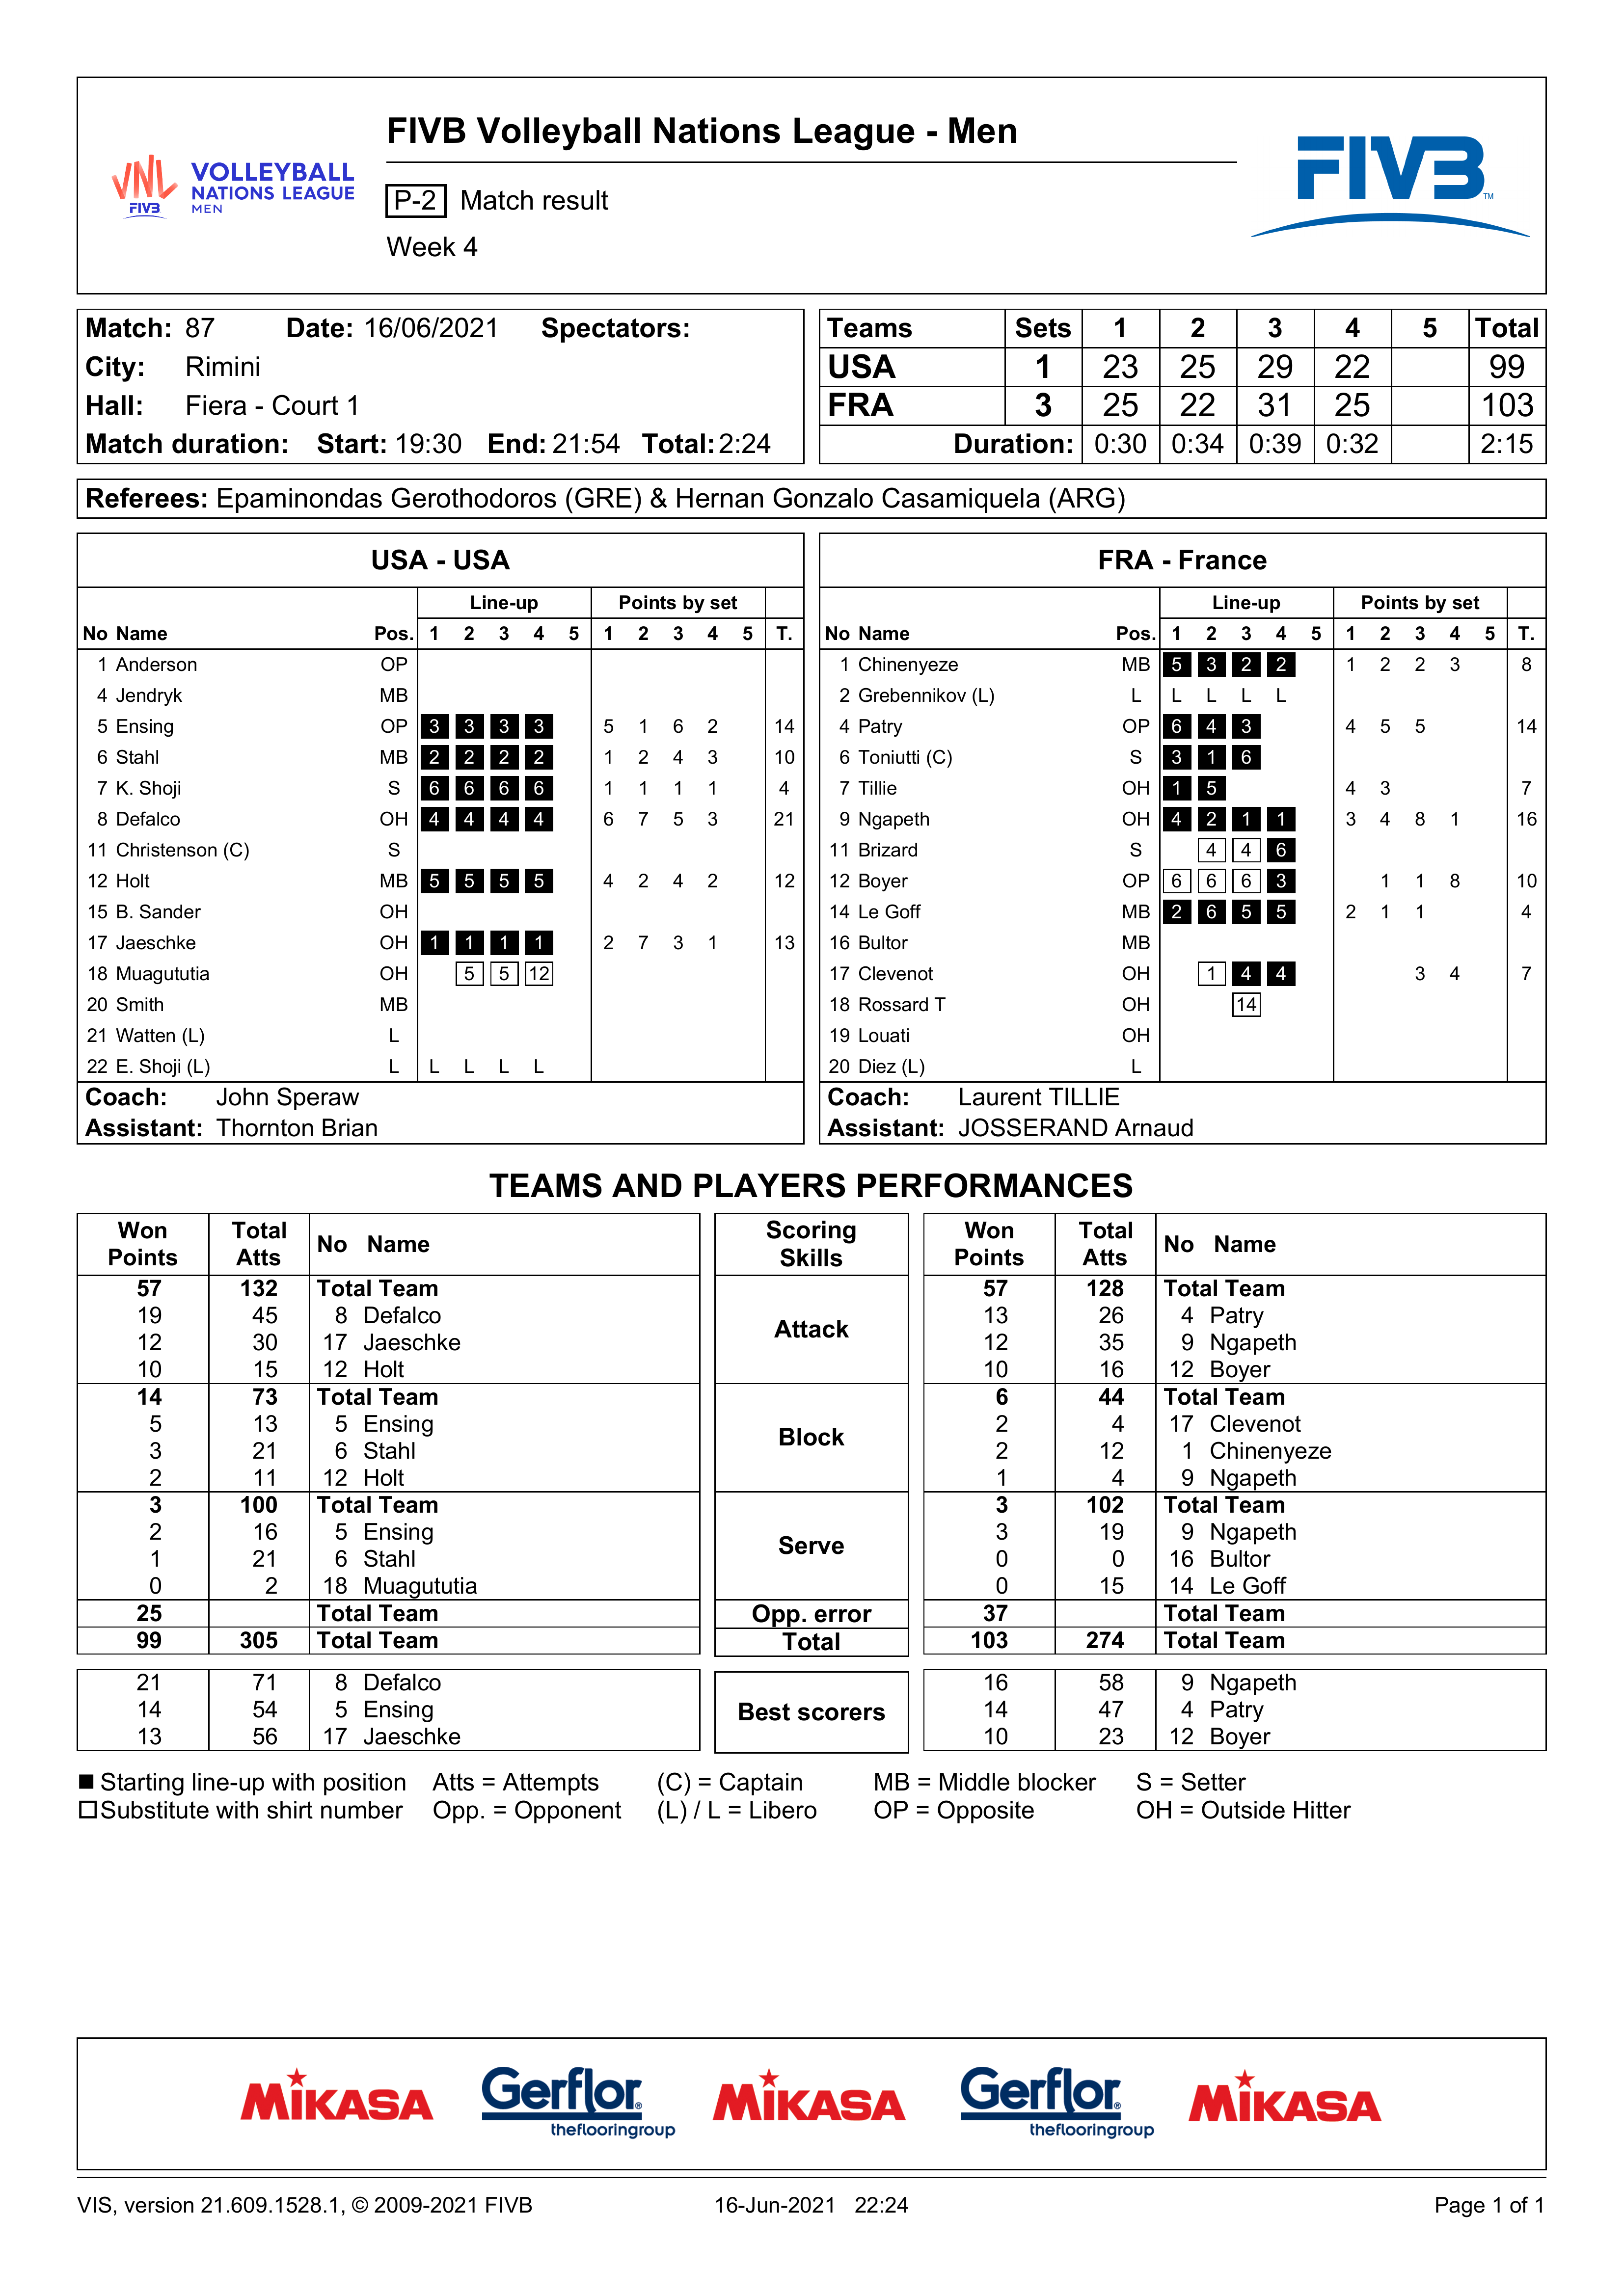 FIVB Volleyball Nations League - Men
VNL FIVB VOLLEYBALL NATIONS LEAGUE MEN
P-2 Match result
Week 4
FIVB TM
Match: 87 Date: 16/06/2021 Spectators:
City: Rimini
Hall: Fiera - Court 1
Match duration: Start: 19:30 End: 21:54 Total: 2:24
Teams Sets 1 2 3 4 5 Total
USA 1 23 25 29 22 99
FRA 3 25 22 31 25 103
Duration: 0:30 0:34 0:39 0:32 2:15
Referees: Epaminondas Gerothodoros (GRE) & Hernan Gonzalo Casamiquela (ARG)
USA - USA
Line-up Points by set
No Name Pos. 1 2 3 4 5 1 2 3 4 5 T.
1 Anderson OP
4 Jendryk MB
5 Ensing OP 3 3 3 3 5 1 6 2 14
6 Stahl MB 2 2 2 2 1 2 4 3 10
7 K. Shoji S 6 6 6 6 1 1 1 1 4
8 Defalco OH 4 4 4 4 6 7 5 3 21
11 Christenson (C) S
12 Holt MB 5 5 5 5 4 2 4 2 12
15 B. Sander OH
17 Jaeschke OH 1 1 1 1 2 7 3 1 13
18 Muagututia OH 5 5 12
20 Smith MB
21 Watten (L) L
22 E. Shoji (L) L L L L L
Coach: John Speraw
Assistant: Thornton Brian
FRA - France
Line-up Points by set
No Name Pos. 1 2 3 4 5 1 2 3 4 5 T.
1 Chinenyeze MB 5 3 2 2 1 2 2 3 8
2 Grebennikov (L) L L L L L
4 Patry OP 6 4 3 4 5 5 14
6 Toniutti (C) S 3 1 6
7 Tillie OH 1 5 4 3 7
9 Ngapeth OH 4 2 1 1 3 4 8 1 16
11 Brizard S 4 4 6
12 Boyer OP 6 6 6 3 1 1 8 10
14 Le Goff MB 2 6 5 5 2 1 1 4
16 Bultor MB
17 Clevenot OH 1 4 4 3 4 7
18 Rossard T OH 14
19 Louati OH
20 Diez (L) L
Coach: Laurent TILLIE
Assistant: JOSSERAND Arnaud
TEAMS AND PLAYERS PERFORMANCES
Won Points Total Atts No Name Scoring Skills Won Points Total Atts No Name
57 132 Total Team Attack 57 128 Total Team
19 45 8 Defalco 13 26 4 Patry
12 30 17 Jaeschke 12 35 9 Ngapeth
10 15 12 Holt 10 16 12 Boyer
14 73 Total Team Block 6 44 Total Team
5 13 5 Ensing 2 4 17 Clevenot
3 21 6 Stahl 2 12 1 Chinenyeze
2 11 12 Holt 1 4 9 Ngapeth
3 100 Total Team Serve 3 102 Total Team
2 16 5 Ensing 3 19 9 Ngapeth
1 21 6 Stahl 0 0 16 Bultor
0 2 18 Muagututia 0 15 14 Le Goff
25 Total Team Opp. error 37 Total Team
99 305 Total Team Total 103 274 Total Team
21 71 8 Defalco Best scorers 16 58 9 Ngapeth
14 54 5 Ensing 14 47 4 Patry
13 56 17 Jaeschke 10 23 12 Boyer
Starting line-up with position Atts = Attempts (C) = Captain MB = Middle blocker S = Setter
Substitute with shirt number Opp. = Opponent (L) / L = Libero OP = Opposite OH = Outside Hitter
MIKASA Gerflor® theflooringgroup MIKASA Gerflor® theflooringgroup MIKASA
VIS, version 21.609.1528.1, © 2009-2021 FIVB 16-Jun-2021 22:24 Page 1 of 1